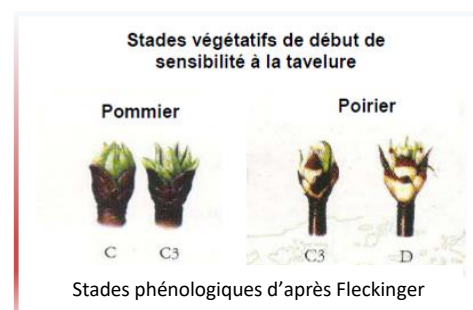 Stades végétatifs de début de
sensibilité à la tavelure
Pommier
Poirier
C C3
C3 D
Stades phénologiques d'après Fleckinger